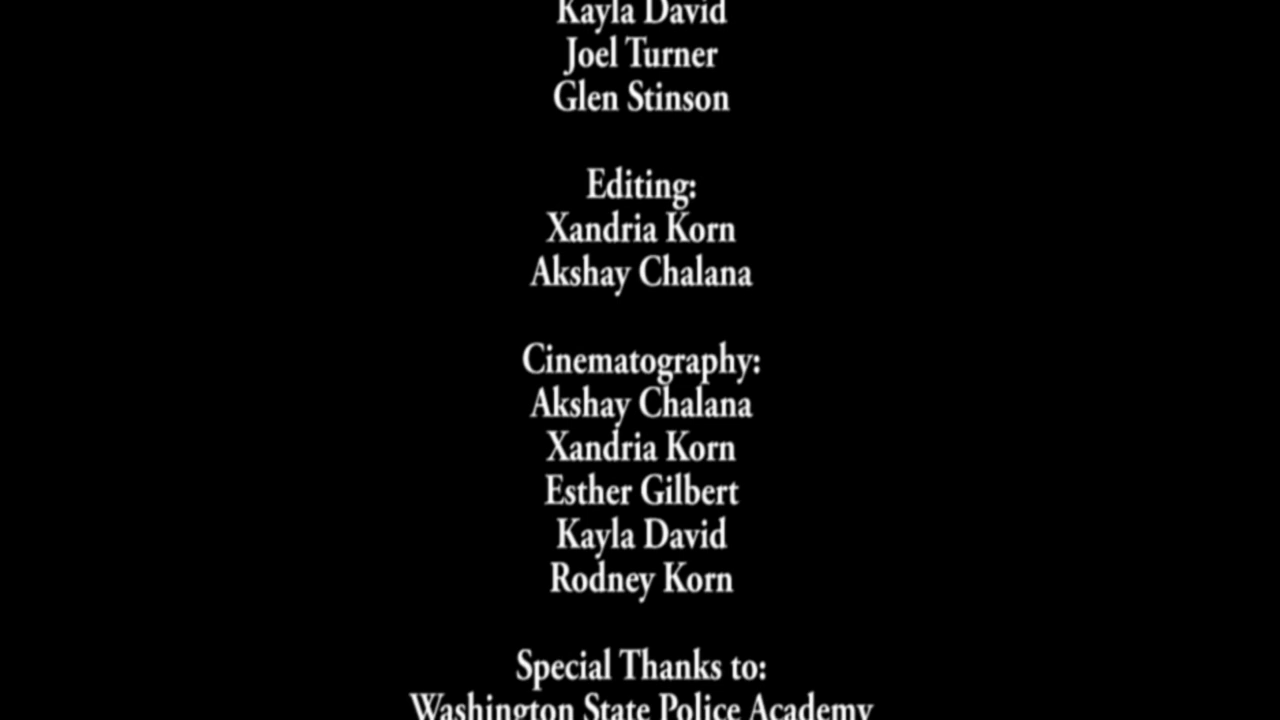 Kayla David
Joel Turner
Glen Stinson
Editing:
Xandria Korn
Akshay Chalana
Cinematography:
Akshay Chalana
Xandria Korn
Esther Gilbert
Kayla David
Rodney Korn
Special Thanks to:
Washington State Police Academy